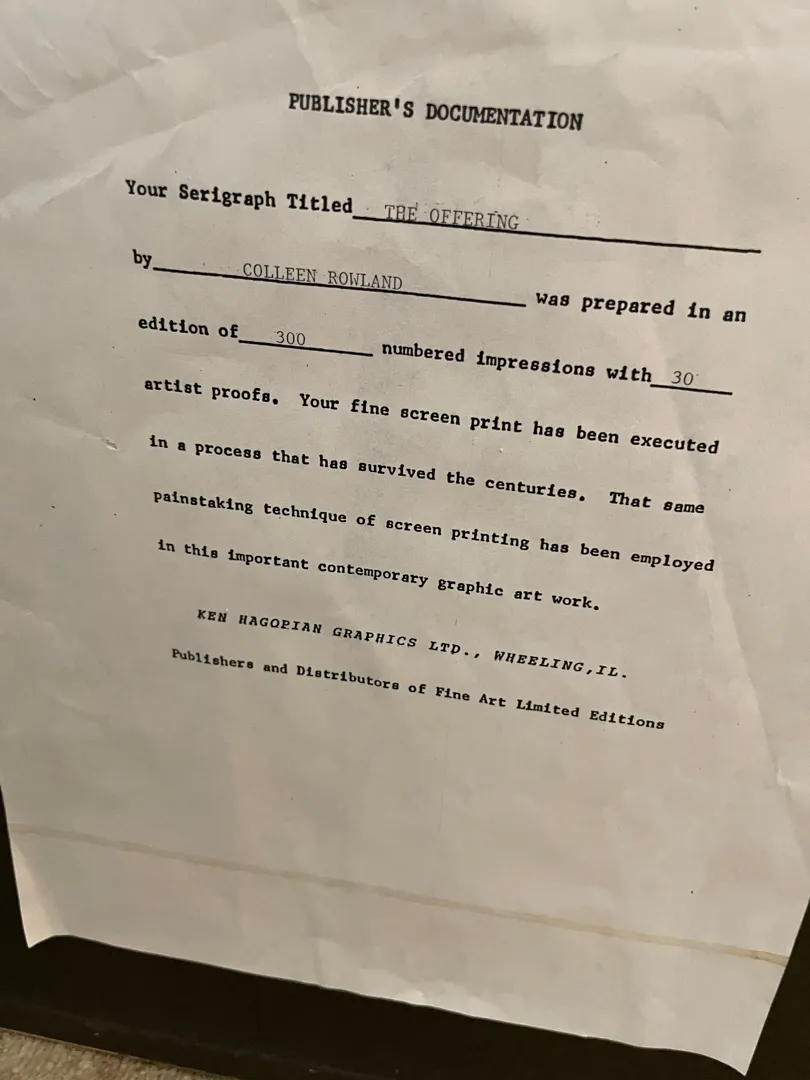 PUBLISHER'S DOCUMENTATION
Your Serigraph Titled THE OFFERING
by COLLEEN ROWLAND was prepared in an
edition of 300 numbered impressions with 30
artist proofs. Your fine screen print has been executed
in a process that has survived the centuries. That same
painstaking technique of screen printing has been employed
in this important contemporary graphic art work.
KEN HAGOPIAN GRAPHICS LTD., WHEELING, IL.
Publishers and Distributors of Fine Art Limited Editions